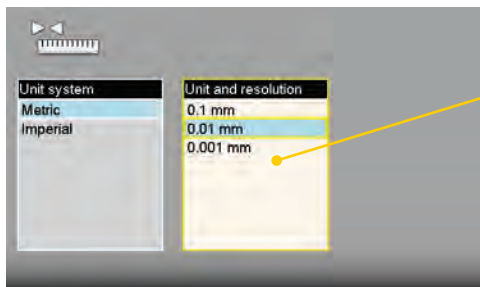 Unit system
Metric
Imperial
Unit and resolution
0.1 mm
0.01 mm
0.001 mm